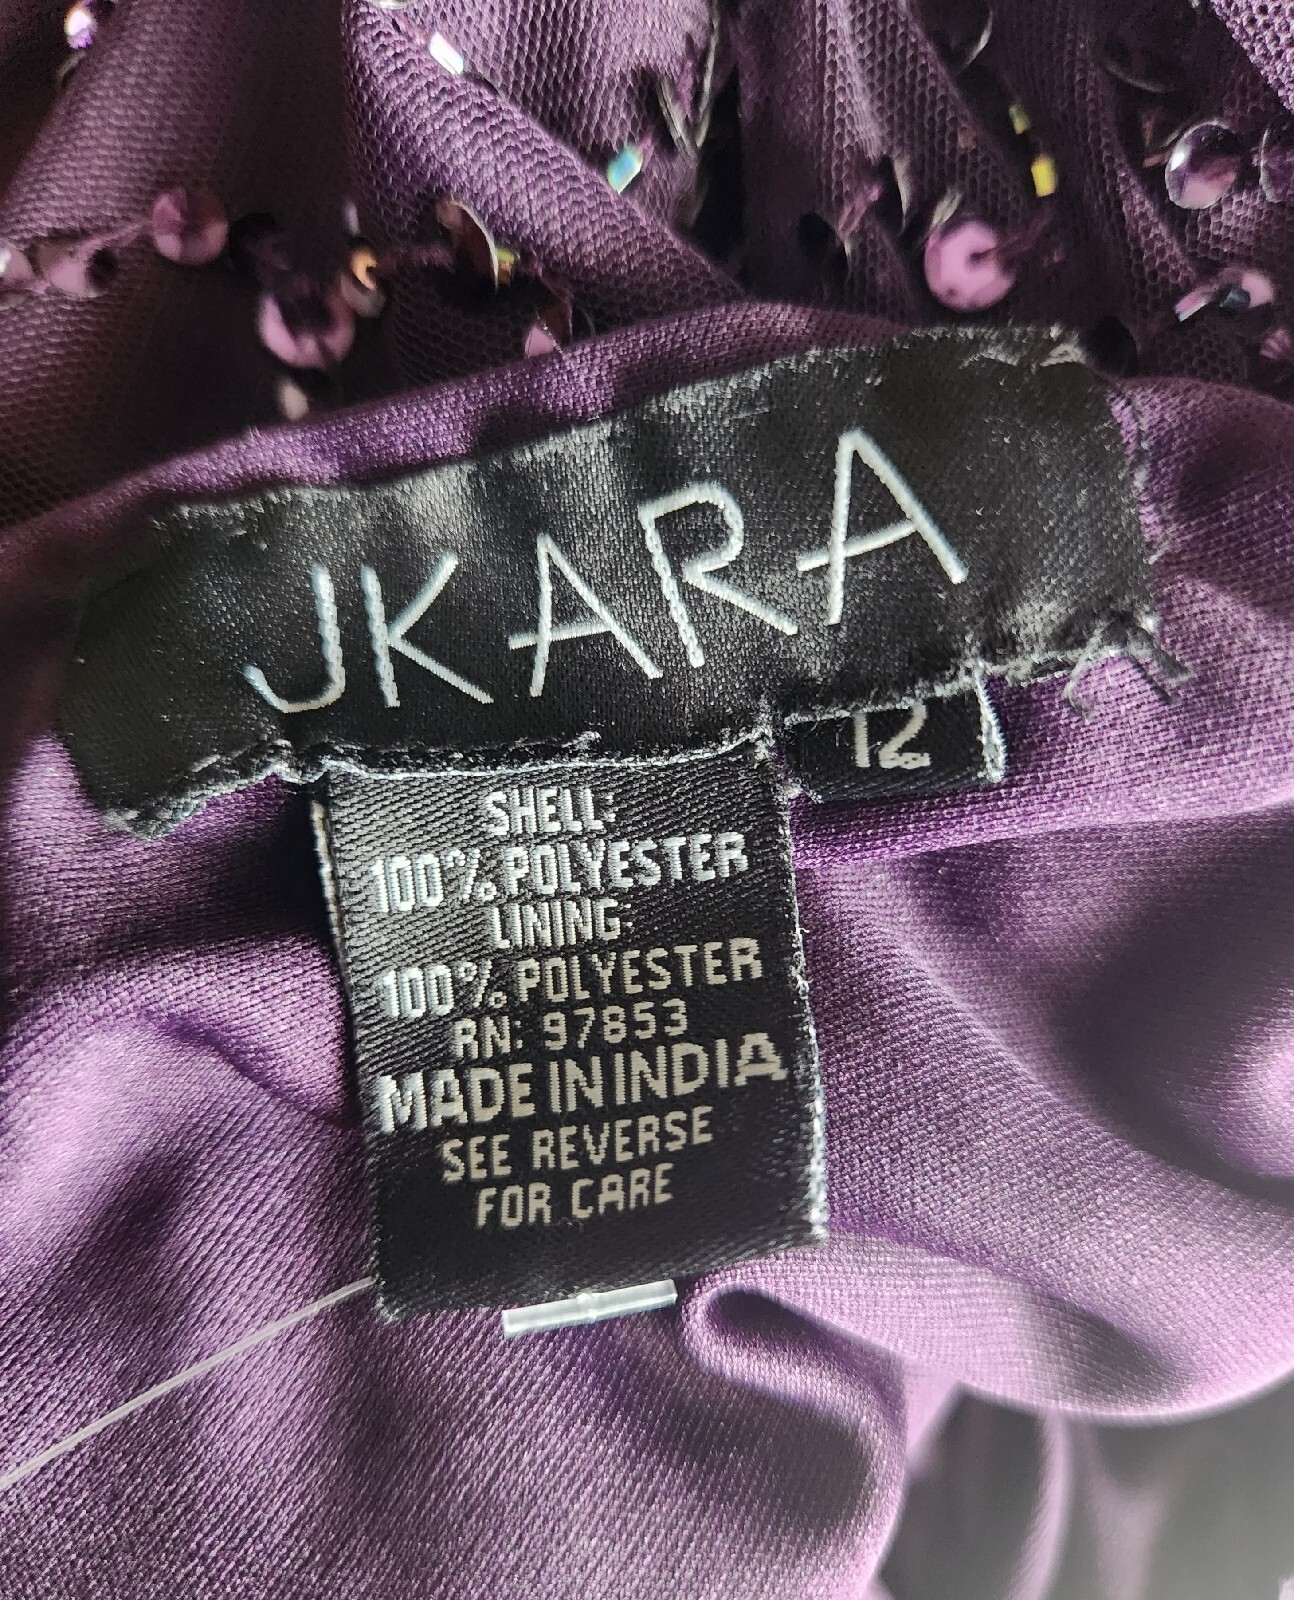 JKARA
12
SHELL:
100% POLYESTER
LINING:
100% POLYESTER
RN: 97853
MADE IN INDIA
SEE REVERSE
FOR CARE